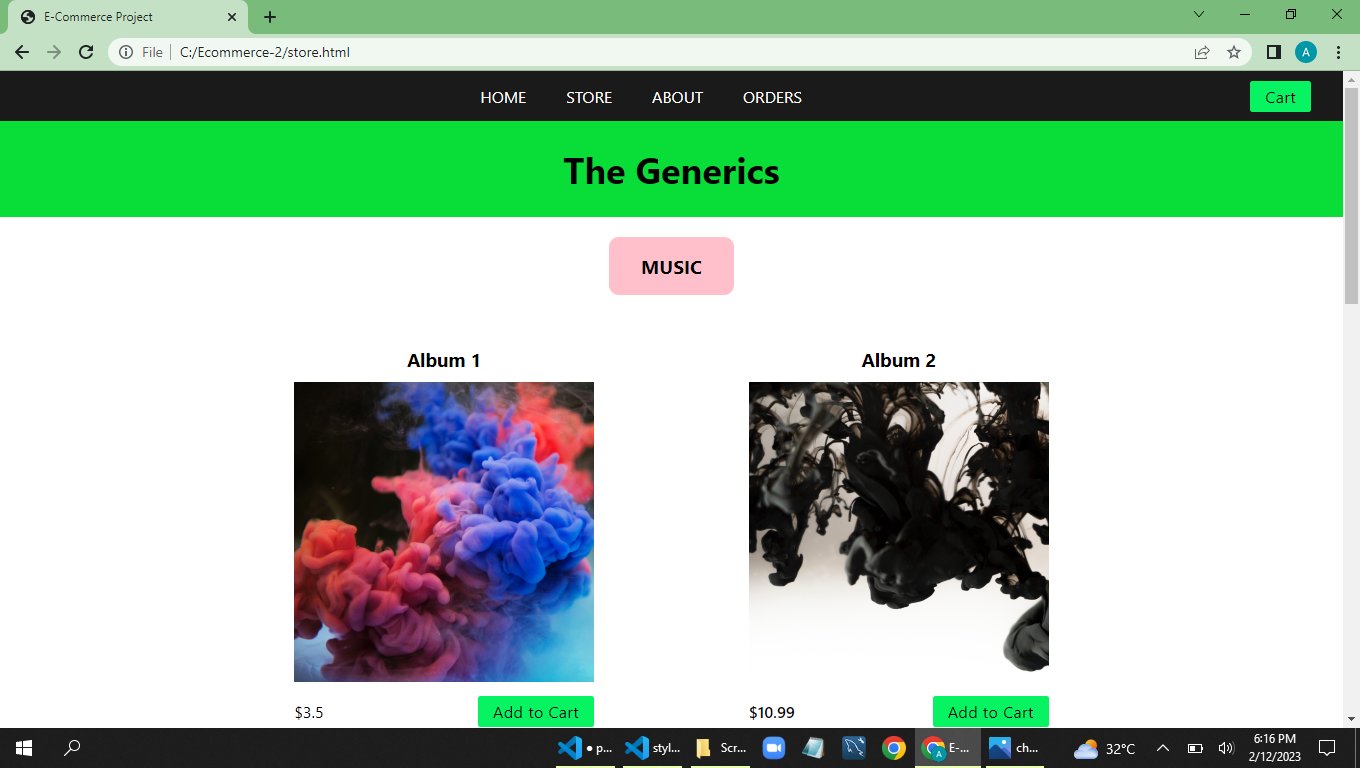 E-Commerce Project
File
C:/Ecommerce-2/store.html
A
HOME STORE ABOUT ORDERS
Cart
The Generics
MUSIC
Album 1
Album 2
$3.5
Add to Cart
$10.99
Add to Cart
● p...
styl...
Scr...
A
E-...
ch...
32°C
6:16 PM
2/12/2023